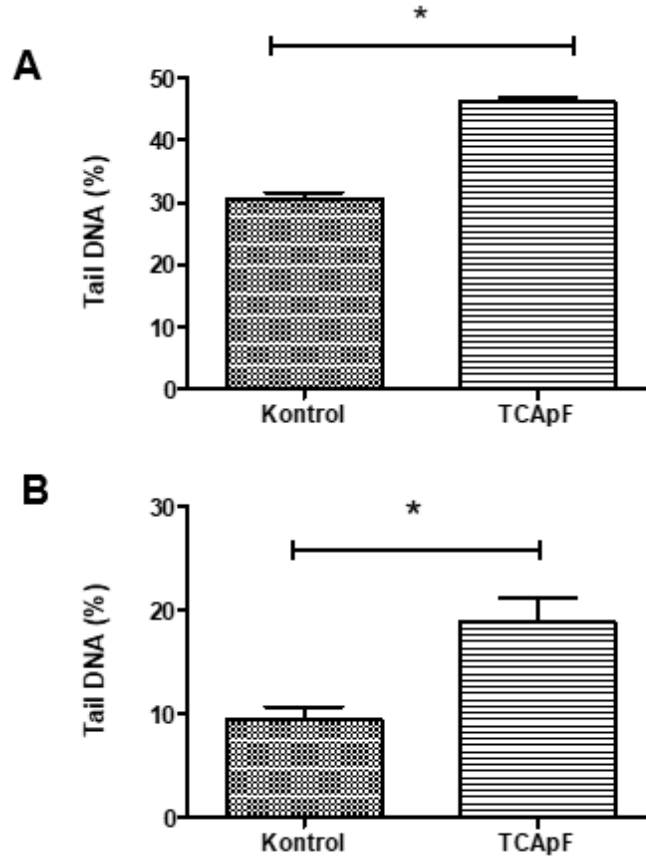 *
A
Tail DNA (%)
50
40
30
20
10
0
Kontrol TCApF
B
*
Tail DNA (%)
30
20
10
0
Kontrol TCApF